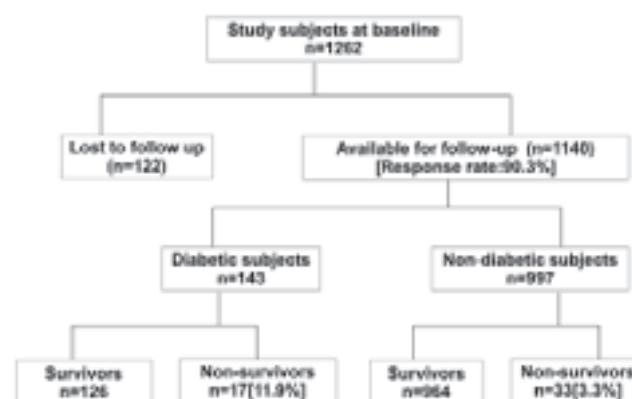 Study subjects at baseline
n=1262
Lost to follow up
(n=122)
Available for follow-up (n=1140)
[Response rate:90.3%]
Diabetic subjects
n=143
Non-diabetic subjects
n=997
Survivors
n=126
Non-survivors
n=17[11.9%]
Survivors
n=964
Non-survivors
n=33[3.3%]